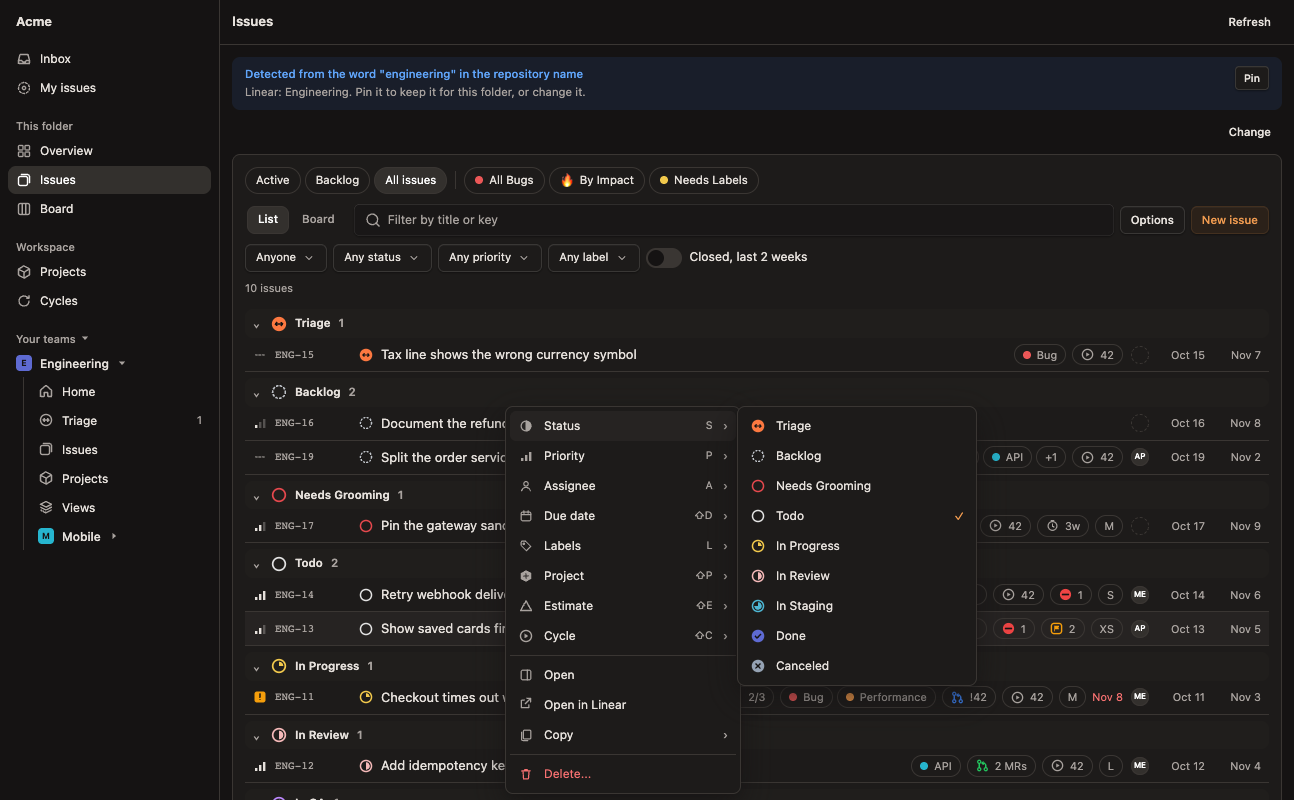 Acme
Inbox
My issues
This folder
Overview
Issues
Board
Workspace
Projects
Cycles
Your teams
E Engineering
Home
Triage 1
Issues
Projects
Views
M Mobile
Issues
Refresh
Detected from the word "engineering" in the repository name
Linear: Engineering. Pin it to keep it for this folder, or change it.
Pin
Change
Active Backlog All issues All Bugs By Impact Needs Labels
List Board Filter by title or key Options New issue
Anyone Any status Any priority Any label Closed, last 2 weeks
10 issues
Triage 1
ENG-15 Tax line shows the wrong currency symbol Bug 42 Oct 15 Nov 7
Backlog 2
ENG-16 Document the refund Oct 16 Nov 8
ENG-19 Split the order servic API +1 42 AP Oct 19 Nov 2
Needs Grooming 1
ENG-17 Pin the gateway sand 42 3w M Oct 17 Nov 9
Todo 2
ENG-14 Retry webhook delive 42 1 S ME Oct 14 Nov 6
ENG-13 Show saved cards fir 1 2 XS AP Oct 13 Nov 5
In Progress 1
ENG-11 Checkout times out w 2/3 Bug Performance !42 42 M Nov 8 ME Oct 11 Nov 3
In Review 1
ENG-12 Add idempotency ke API 2 MRs 42 L ME Oct 12 Nov 4
Status S
Priority P
Assignee A
Due date ⇧D
Labels L
Project ⇧P
Estimate ⇧E
Cycle ⇧C
Open
Open in Linear
Copy
Delete...
Triage
Backlog
Needs Grooming
Todo
In Progress
In Review
In Staging
Done
Canceled